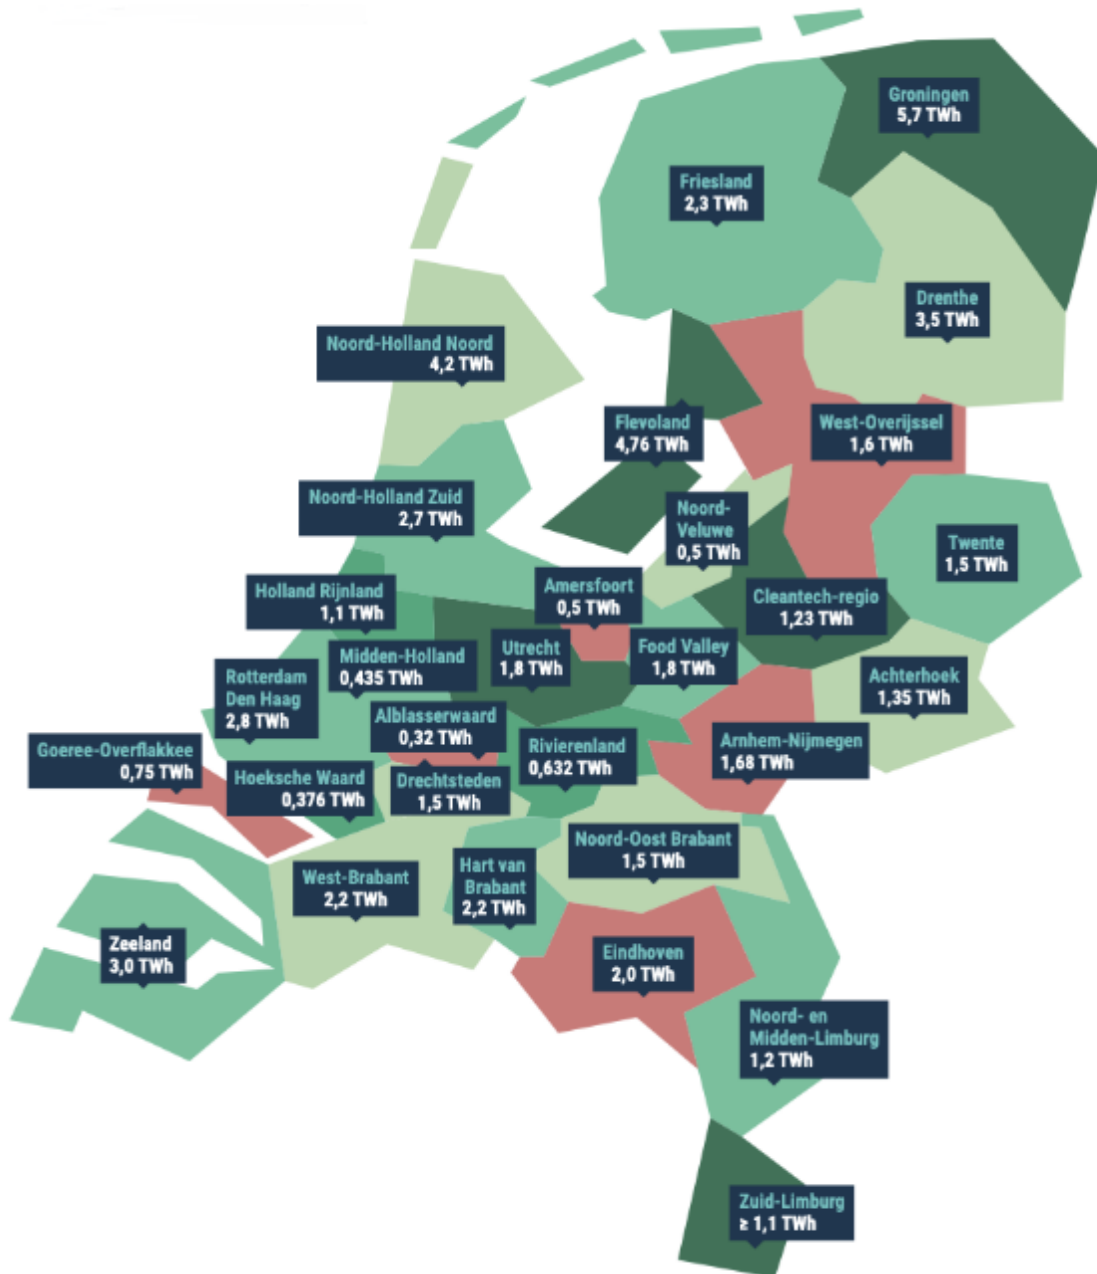 Groningen
5,7 TWh
Friesland
2,3 TWh
Drenthe
3,5 TWh
Noord-Holland Noord
4,2 TWh
Flevoland
4,76 TWh
West-Overijssel
1,6 TWh
Noord-Holland Zuid
2,7 TWh
Noord-
Veluwe
0,5 TWh
Twente
1,5 TWh
Holland Rijnland
1,1 TWh
Amersfoort
0,5 TWh
Cleantech-regio
1,23 TWh
Midden-Holland
0,435 TWh
Utrecht
1,8 TWh
Food Valley
1,8 TWh
Rotterdam
Den Haag
2,8 TWh
Achterhoek
1,35 TWh
Alblasserwaard
0,32 TWh
Goeree-Overflakkee
0,75 TWh
Rivierenland
0,632 TWh
Arnhem-Nijmegen
1,68 TWh
Hoeksche Waard
0,376 TWh
Drechtsteden
1,5 TWh
Noord-Oost Brabant
1,5 TWh
West-Brabant
2,2 TWh
Hart van
Brabant
2,2 TWh
Zeeland
3,0 TWh
Eindhoven
2,0 TWh
Noord- en
Midden-Limburg
1,2 TWh
Zuid-Limburg
≥ 1,1 TWh